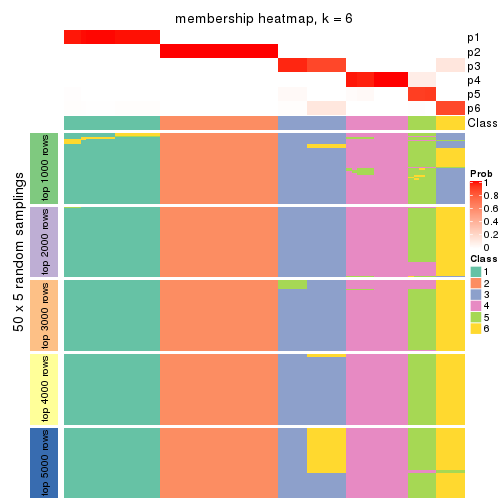 membership heatmap, k = 6
p1
p2
p3
p4
p5
p6
Class
50 x 5 random samplings
top 1000 rows
top 2000 rows
top 3000 rows
top 4000 rows
top 5000 rows
Prob
1
0.8
0.6
0.4
0.2
0
Class
1
2
3
4
5
6